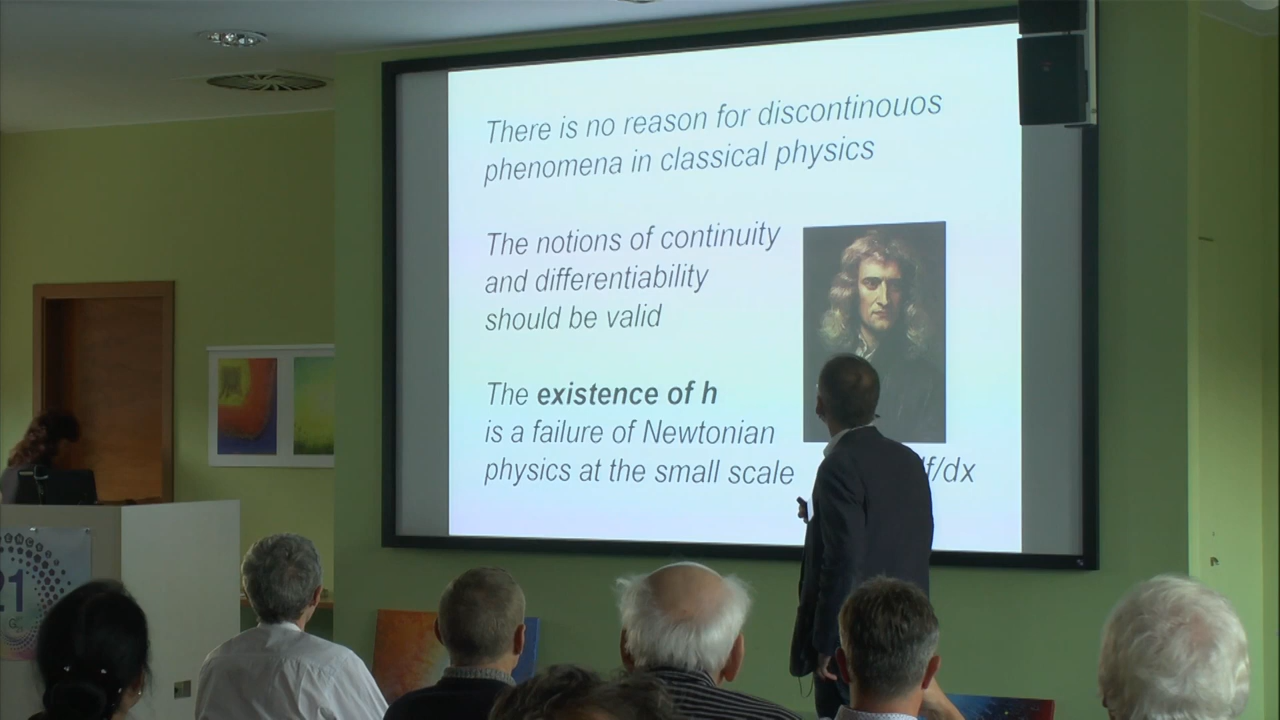 There is no reason for discontinouos
phenomena in classical physics
The notions of continuity
and differentiability
should be valid
The existence of h
is a failure of Newtonian
physics at the small scale
f/dx
21